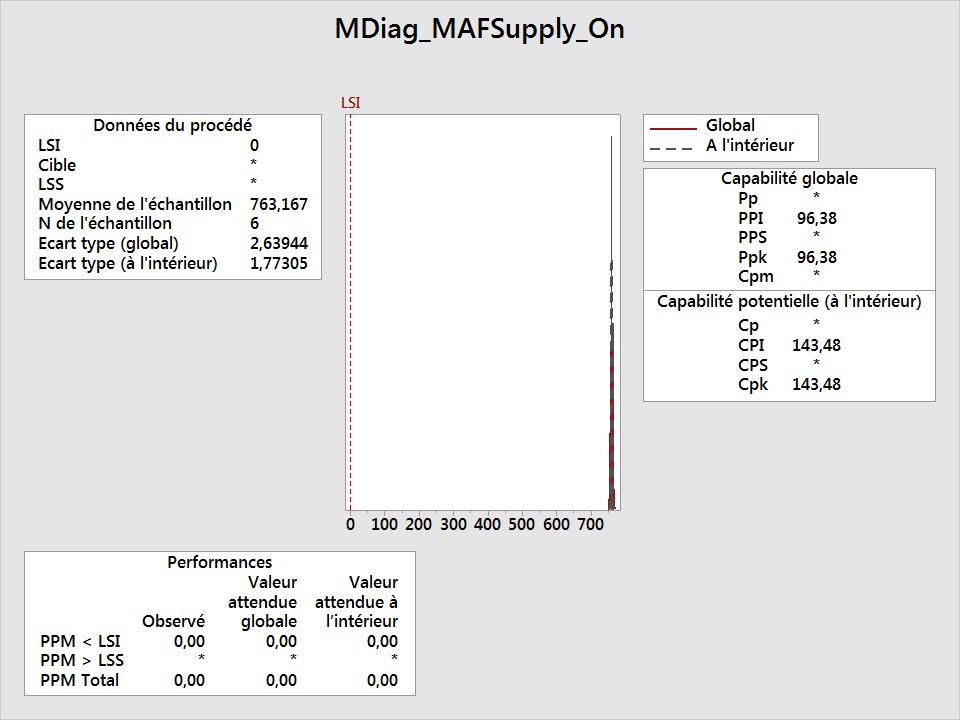 MDiag_MAFSupply_On
LSI
Données du procédé
LSI 0
Cible *
LSS *
Moyenne de l'échantillon 763,167
N de l'échantillon 6
Ecart type (global) 2,63944
Ecart type (à l'intérieur) 1,77305
Global
A l'intérieur
Capabilité globale
Pp *
PPI 96,38
PPS *
Ppk 96,38
Cpm *
Capabilité potentielle (à l'intérieur)
Cp *
CPI 143,48
CPS *
Cpk 143,48
0 100 200 300 400 500 600 700
Performances
Valeur Valeur
attendue attendue à
Observé globale l'intérieur
PPM < LSI 0,00 0,00 0,00
PPM > LSS * * *
PPM Total 0,00 0,00 0,00